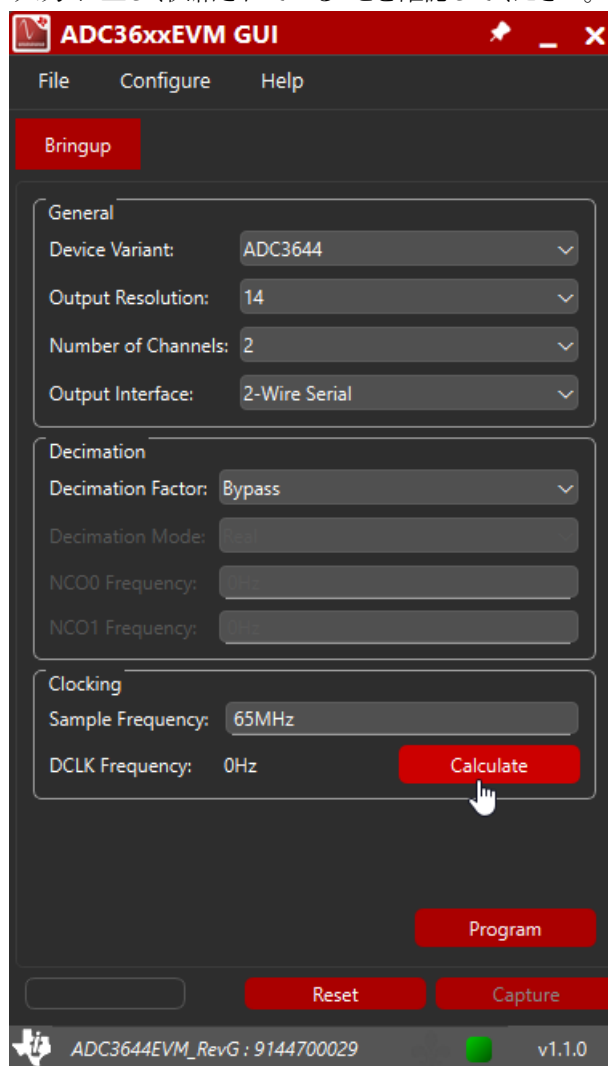 ADC36xxEVM GUI
File Configure Help
Bringup
General
Device Variant: ADC3644
Output Resolution: 14
Number of Channels: 2
Output Interface: 2-Wire Serial
Decimation
Decimation Factor: Bypass
Decimation Mode: Real
NCO0 Frequency: 0Hz
NCO1 Frequency: 0Hz
Clocking
Sample Frequency: 65MHz
DCLK Frequency: 0Hz Calculate
Program
Reset Capture
ADC3644EVM_RevG : 9144700029 v1.1.0